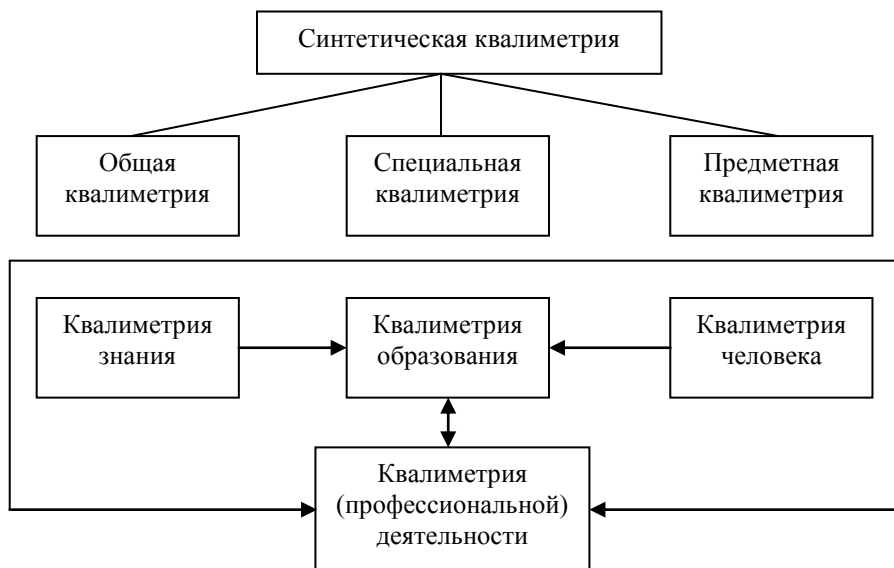 Синтетическая квалиметрия
Общая
квалиметрия
Специальная
квалиметрия
Предметная
квалиметрия
Квалиметрия
знания
Квалиметрия
образования
Квалиметрия
человека
Квалиметрия
(профессиональной)
деятельности